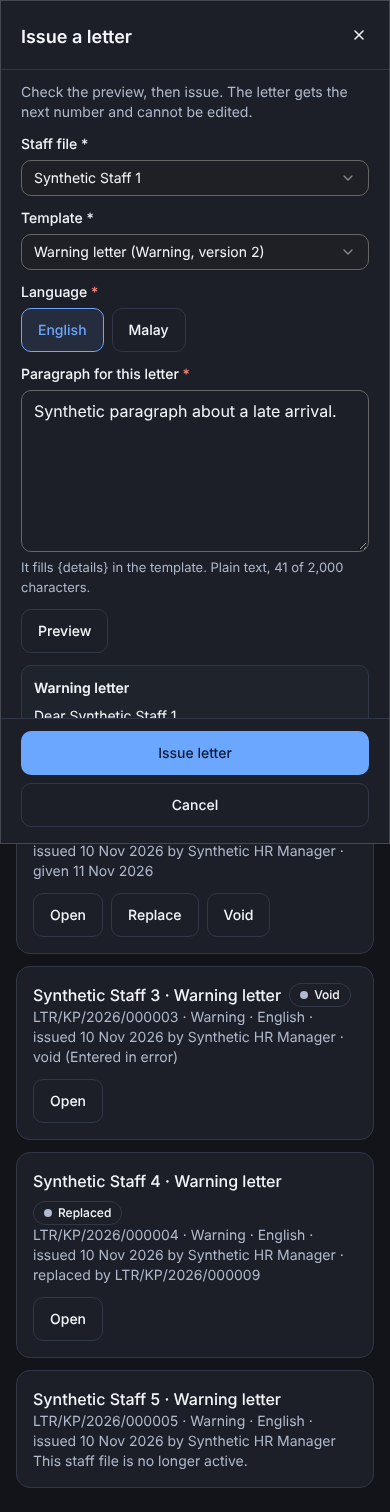 Issue a letter
Check the preview, then issue. The letter gets the
next number and cannot be edited.
Staff file *
Synthetic Staff 1
Template *
Warning letter (Warning, version 2)
Language *
English
Malay
Paragraph for this letter *
Synthetic paragraph about a late arrival.
It fills {details} in the template. Plain text, 41 of 2,000
characters.
Preview
Warning letter
Dear Synthetic Staff 1
Issue letter
Cancel
issued 10 Nov 2026 by Synthetic HR Manager ·
given 11 Nov 2026
Open
Replace
Void
Synthetic Staff 3 · Warning letter
Void
LTR/KP/2026/000003 · Warning · English ·
issued 10 Nov 2026 by Synthetic HR Manager ·
void (Entered in error)
Open
Synthetic Staff 4 · Warning letter
Replaced
LTR/KP/2026/000004 · Warning · English ·
issued 10 Nov 2026 by Synthetic HR Manager ·
replaced by LTR/KP/2026/000009
Open
Synthetic Staff 5 · Warning letter
LTR/KP/2026/000005 · Warning · English ·
issued 10 Nov 2026 by Synthetic HR Manager
This staff file is no longer active.